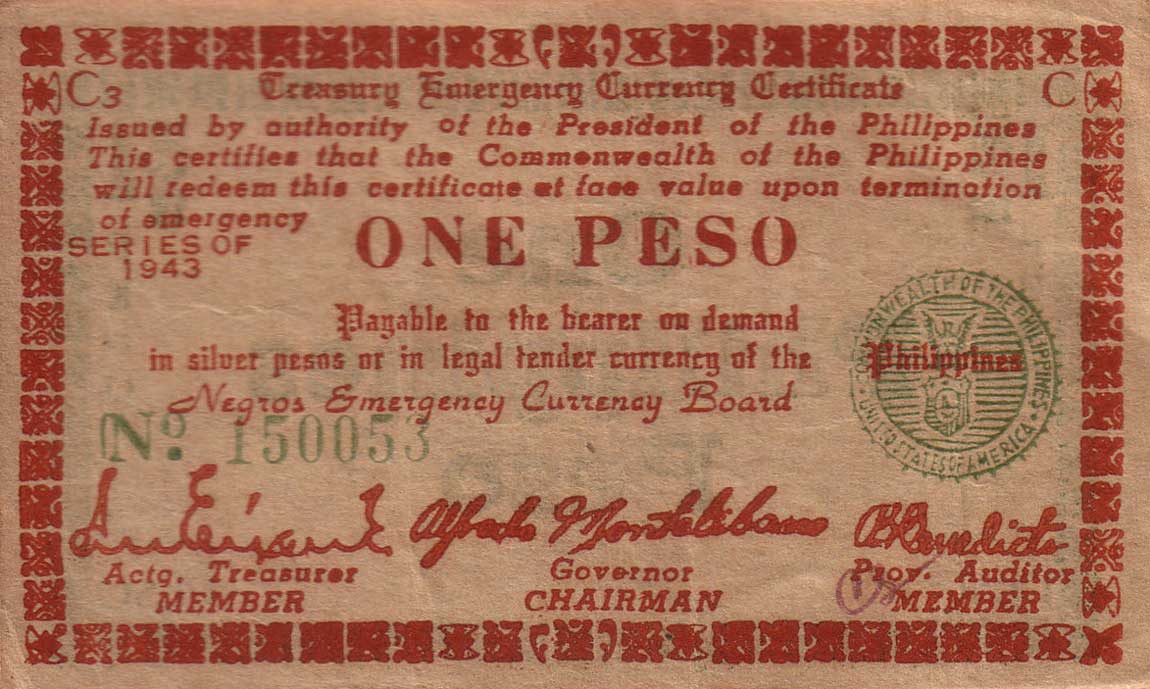 C3 Treasury Emergency Currency Certificate C
Issued by authority of the President of the Philippines
This certifies that the Commonwealth of the Philippines
will redeem this certificate at face value upon termination
of emergency
SERIES OF
1943
ONE PESO
Payable to the bearer on demand
in silver pesos or in legal tender currency of the Philippines
Negros Emergency Currency Board
COMMONWEALTH OF THE PHILIPPINES
UNITED STATES OF AMERICA
No. 150053
Alfredo Montelibano
Actg. Treasurer Governor Prov. Auditor
MEMBER CHAIRMAN MEMBER